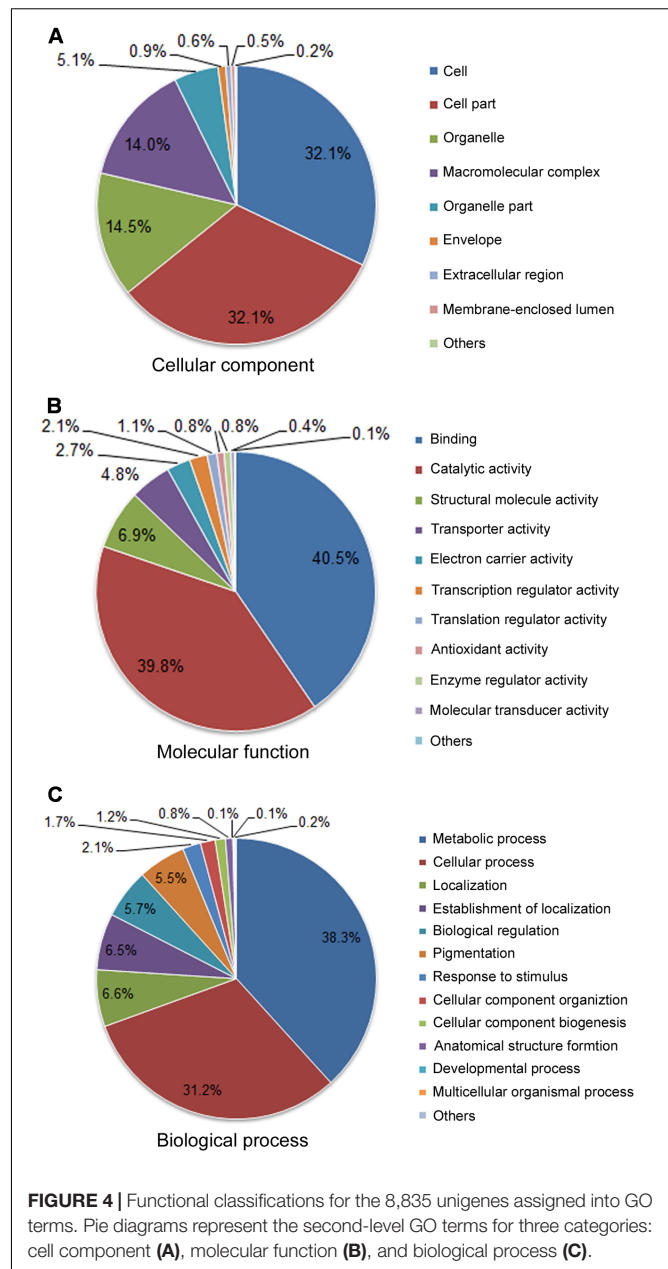 A
5.1%
0.9%
0.6%
0.5%
0.2%
32.1%
32.1%
14.5%
14.0%
Cell
Cell part
Organelle
Macromolecular complex
Organelle part
Envelope
Extracellular region
Membrane-enclosed lumen
Others
Cellular component
B
2.1%
1.1%
0.8%
0.8%
0.4%
0.1%
2.7%
4.8%
6.9%
40.5%
39.8%
Binding
Catalytic activity
Structural molecule activity
Transporter activity
Electron carrier activity
Transcription regulator activity
Translation regulator activity
Antioxidant activity
Enzyme regulator activity
Molecular transducer activity
Others
Molecular function
C
1.7%
1.2%
0.8%
0.1%
0.1%
0.2%
2.1%
5.5%
5.7%
6.5%
6.6%
38.3%
31.2%
Metabolic process
Cellular process
Localization
Establishment of localization
Biological regulation
Pigmentation
Response to stimulus
Cellular component organiztion
Cellular component biogenesis
Anatomical structure formtion
Developmental process
Multicellular organismal process
Others
Biological process
FIGURE 4 | Functional classifications for the 8,835 unigenes assigned into GO
terms. Pie diagrams represent the second-level GO terms for three categories:
cell component (A), molecular function (B), and biological process (C).